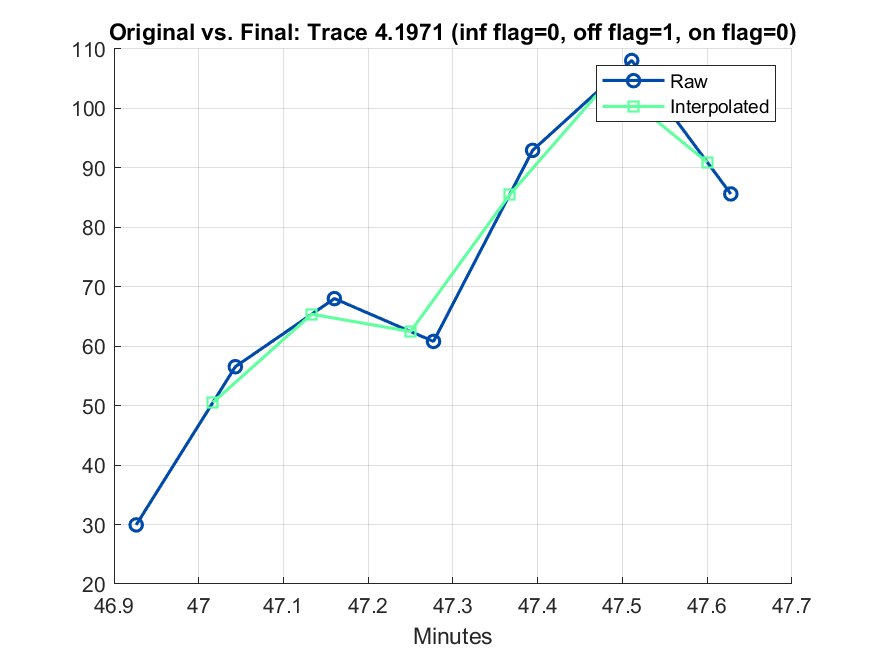 Original vs. Final: Trace 4.1971 (inf flag=0, off flag=1, on flag=0)
110
100
90
80
70
60
50
40
30
20
Raw
Interpolated
46.9 47 47.1 47.2 47.3 47.4 47.5 47.6 47.7
Minutes